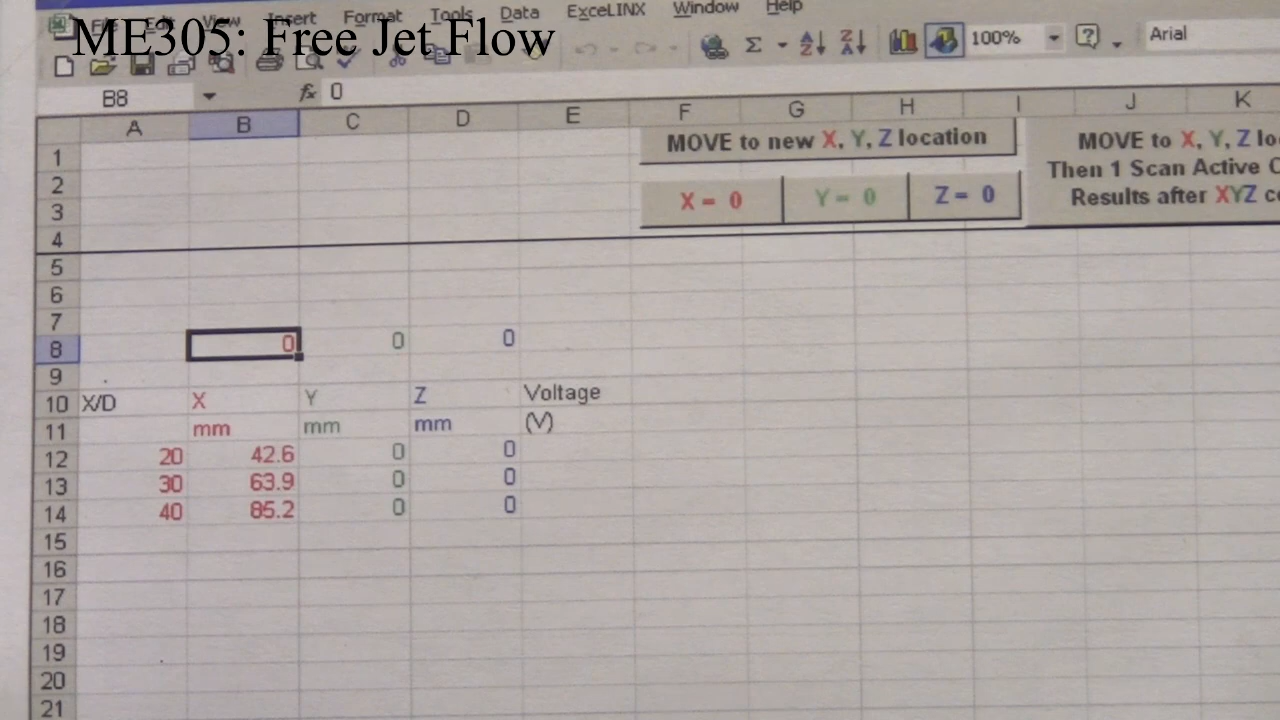 ME305: Free Jet Flow
File Edit View Insert Format Tools Data ExceLINX Window Help
100% Arial
B8 fx 0
A B C D E F G H I J K
1 MOVE to new X, Y, Z location MOVE to X, Y, Z lo
2 Then 1 Scan Active C
3 X = 0 Y = 0 Z = 0 Results after XYZ c
4
5
6
7
8 0 0 0
9
10 X/D X Y Z Voltage
11 mm mm mm (V)
12 20 42.6 0 0
13 30 63.9 0 0
14 40 85.2 0 0
15
16
17
18
19
20
21